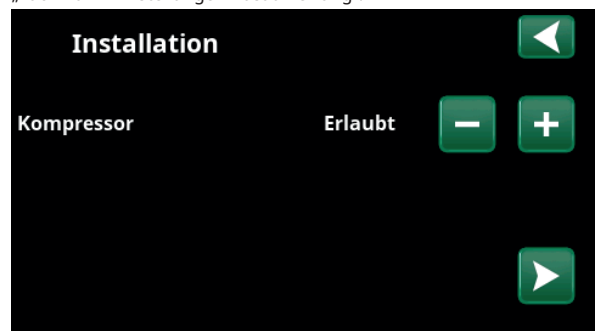 Installation
Kompressor Erlaubt − +